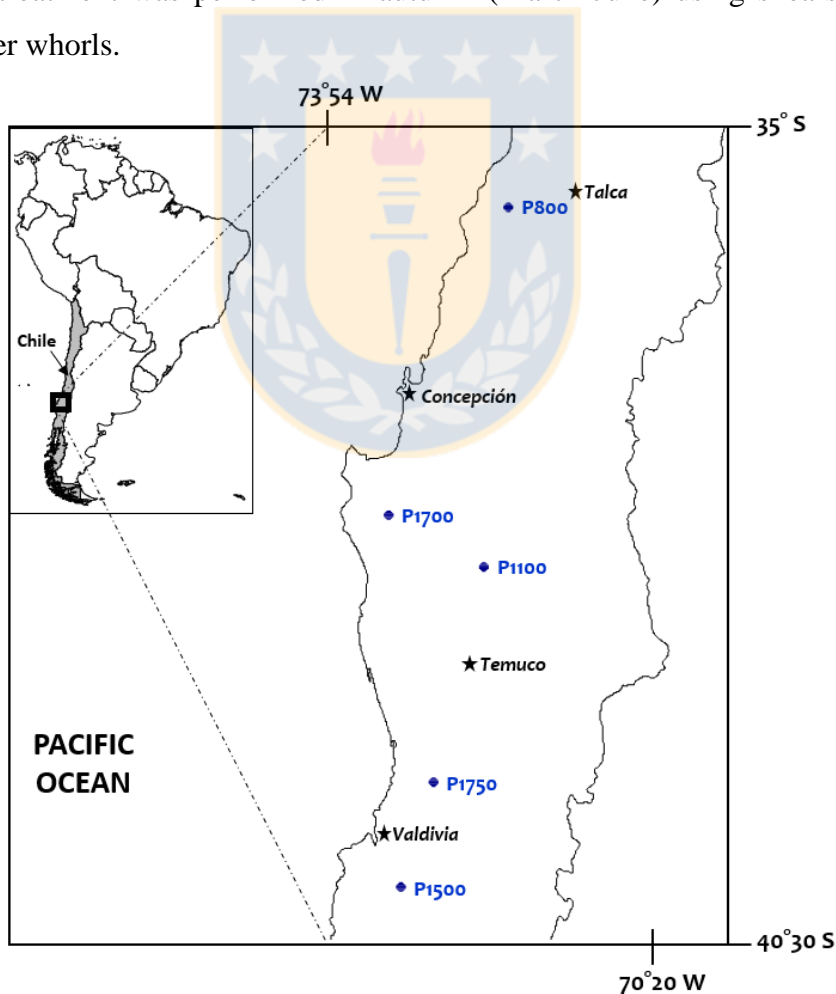 er whorls.
73°54 W
35° S
Talca
P800
Chile
Concepción
P1700
P1100
Temuco
PACIFIC
OCEAN
P1750
Valdivia
P1500
40°30 S
70°20 W